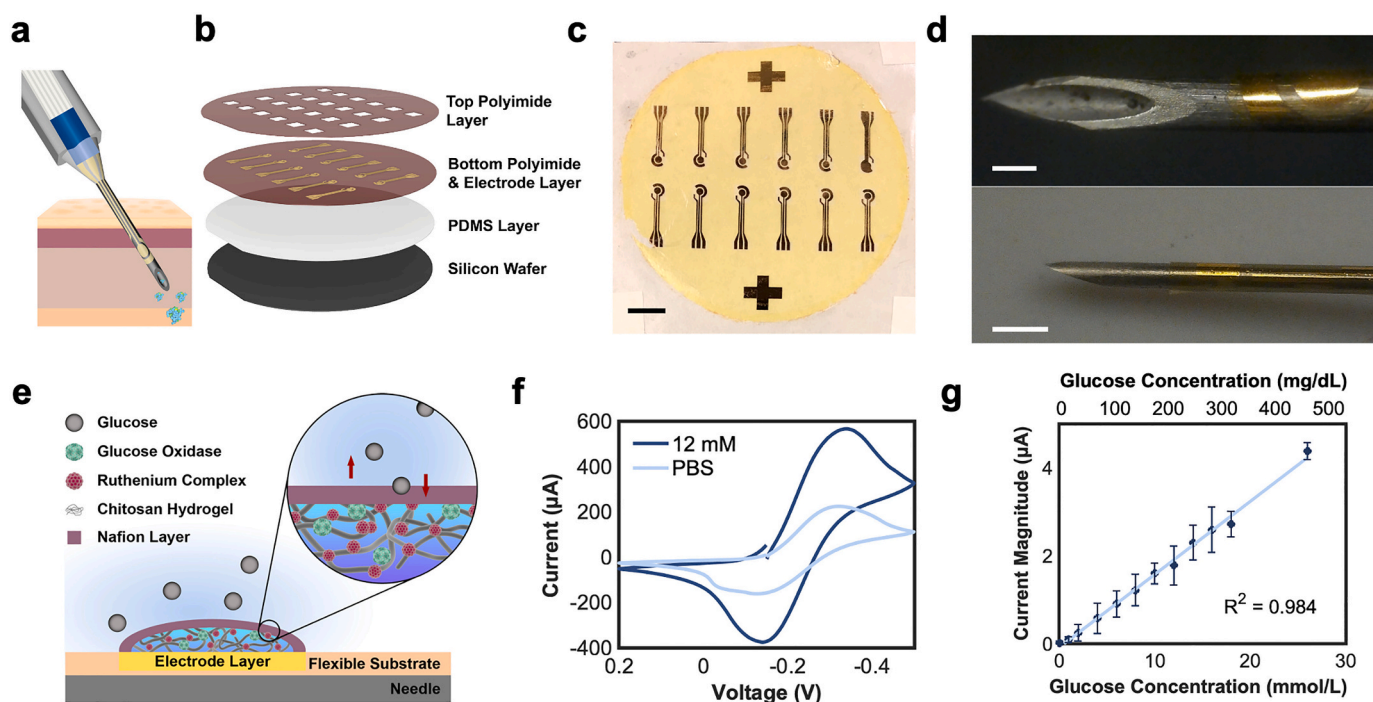 a
b
Top Polyimide
Layer
Bottom Polyimide
& Electrode Layer
PDMS Layer
Silicon Wafer
c
d
e
Glucose
Glucose Oxidase
Ruthenium Complex
Chitosan Hydrogel
Nafion Layer
Electrode Layer
Flexible Substrate
Needle
f
600
400
200
0
-200
-400
Current (µA)
12 mM
PBS
0.2
0
-0.2
-0.4
Voltage (V)
g
Glucose Concentration (mg/dL)
0
100
200
300
400
500
4
2
0
Current Magnitude (µA)
R² = 0.984
0
10
20
30
Glucose Concentration (mmol/L)